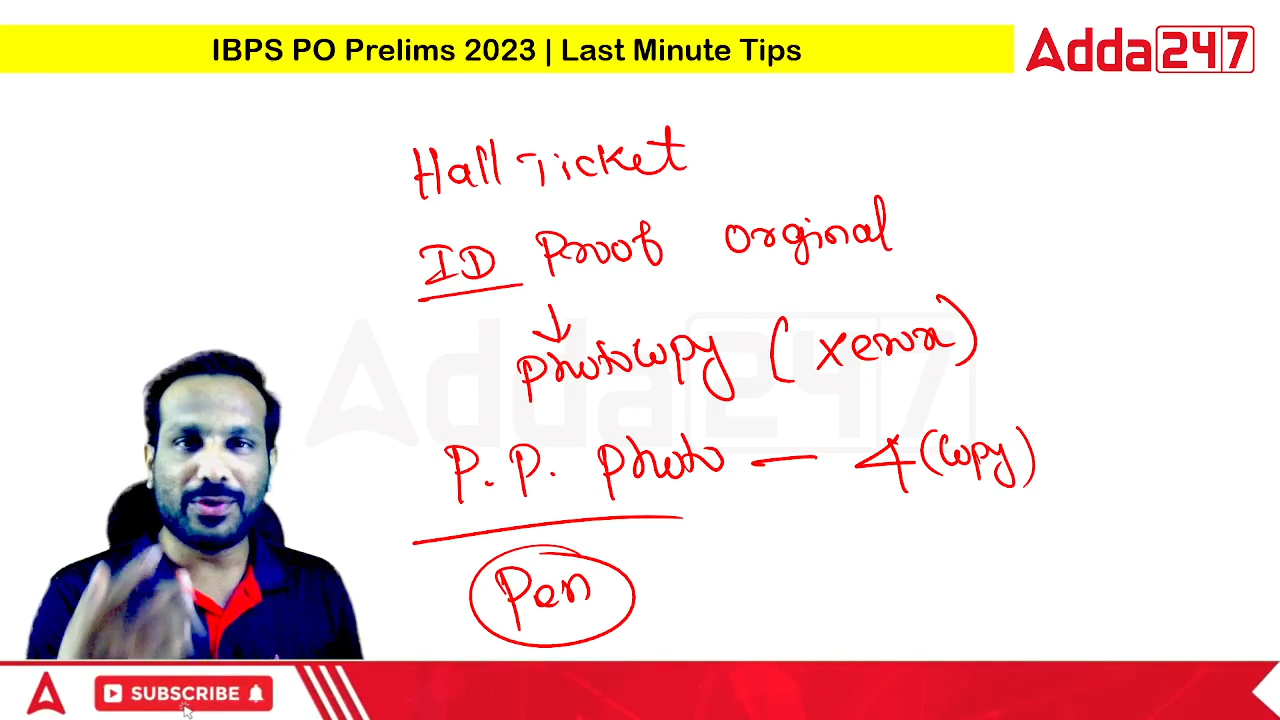 IBPS PO Prelims 2023 | Last Minute Tips
Adda247
Hall Ticket
ID Proof orginal
photocopy (xerox)
P.P. photo — 4 (copy)
Pen
Adda247
SUBSCRIBE